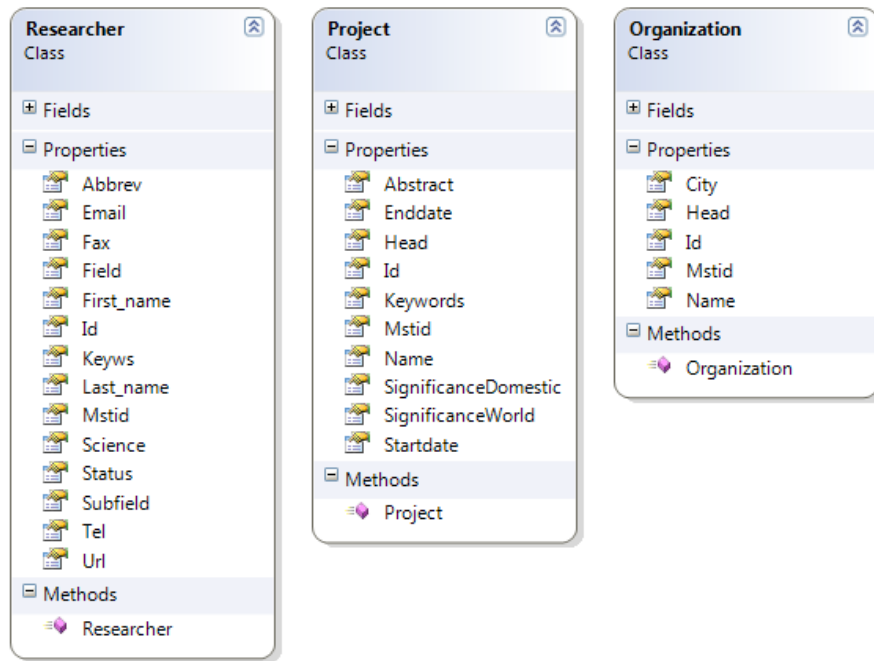 Researcher
Class
Fields
Properties
Abbrev
Email
Fax
Field
First_name
Id
Keyws
Last_name
Mstid
Science
Status
Subfield
Tel
Url
Methods
Researcher
Project
Class
Fields
Properties
Abstract
Enddate
Head
Id
Keywords
Mstid
Name
SignificanceDomestic
SignificanceWorld
Startdate
Methods
Project
Organization
Class
Fields
Properties
City
Head
Id
Mstid
Name
Methods
Organization